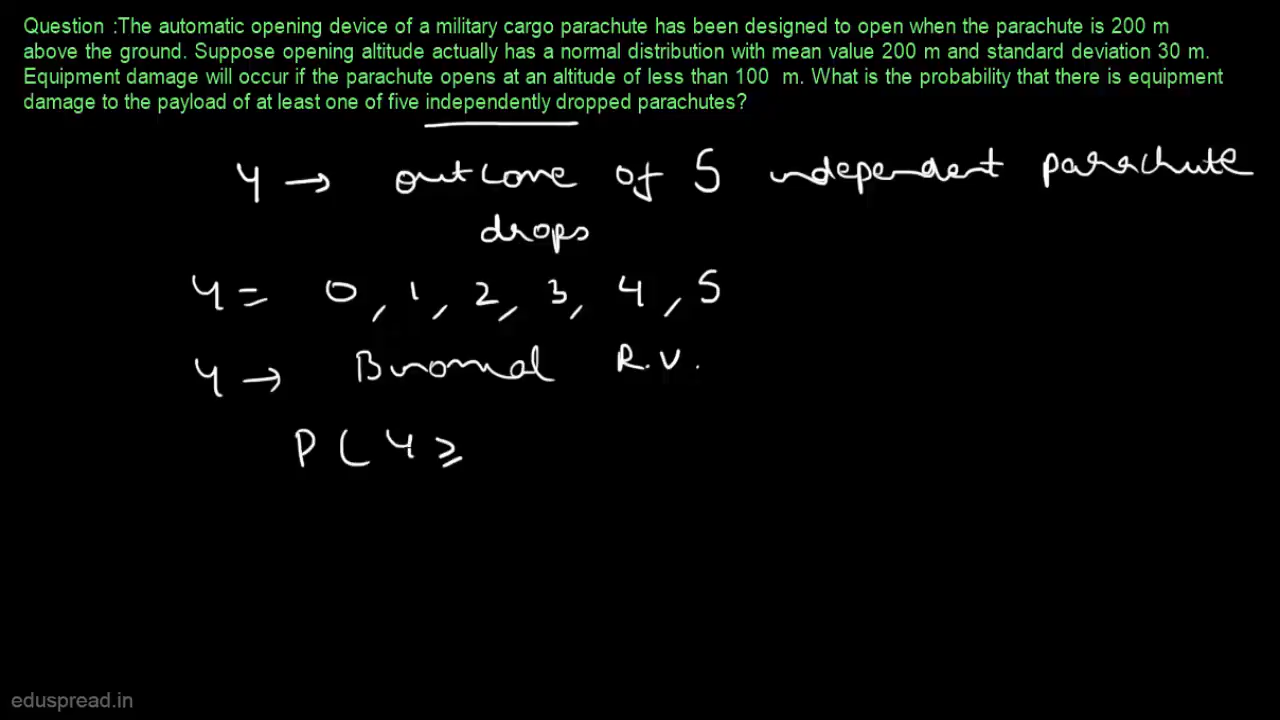 Question :The automatic opening device of a military cargo parachute has been designed to open when the parachute is 200 m
above the ground. Suppose opening altitude actually has a normal distribution with mean value 200 m and standard deviation 30 m.
Equipment damage will occur if the parachute opens at an altitude of less than 100 m. What is the probability that there is equipment
damage to the payload of at least one of five independently dropped parachutes?
Y → outcome of 5 independent parachute
drops
Y = 0, 1, 2, 3, 4, 5
Y → Binomial R.V.
P ( Y ≥
eduspread.in